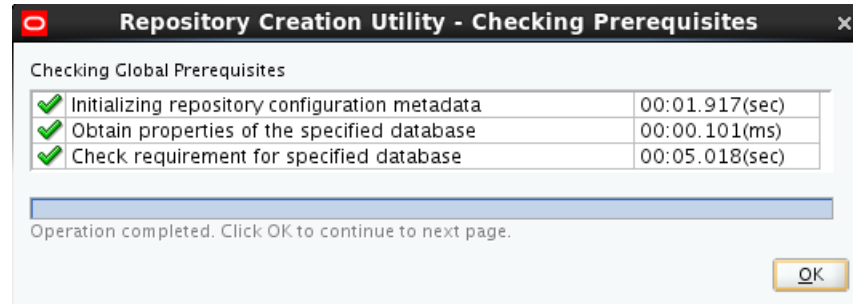 Repository Creation Utility - Checking Prerequisites
Checking Global Prerequisites
Initializing repository configuration metadata 00:01.917(sec)
Obtain properties of the specified database 00:00.101(ms)
Check requirement for specified database 00:05.018(sec)
Operation completed. Click OK to continue to next page.
OK